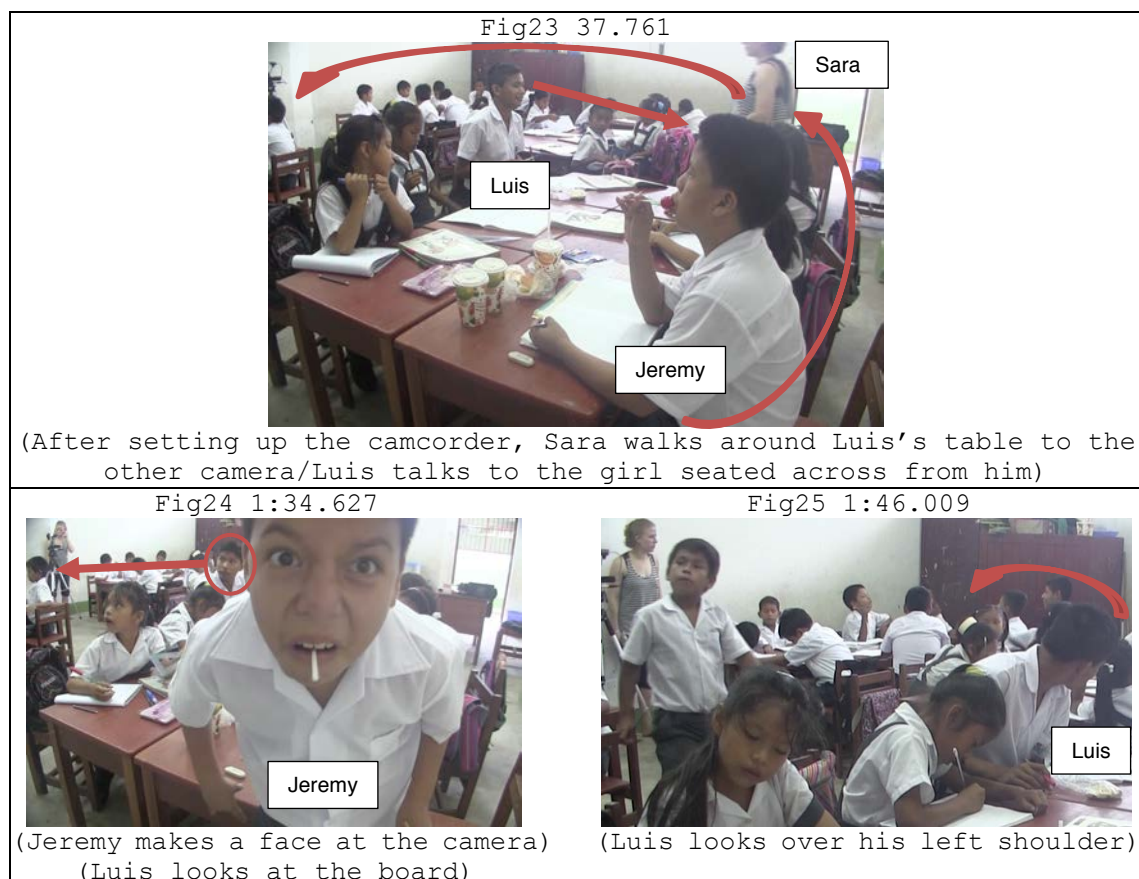 Fig23 37.761
Sara
Luis
Jeremy
(After setting up the camcorder, Sara walks around Luis's table to the
other camera/Luis talks to the girl seated across from him)
Fig24 1:34.627
Jeremy
(Jeremy makes a face at the camera)
(Luis looks at the board)
Fig25 1:46.009
Luis
(Luis looks over his left shoulder)